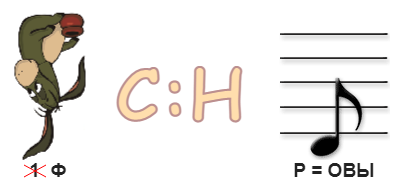 С:Н
1 Ф
Р = ОВЫ